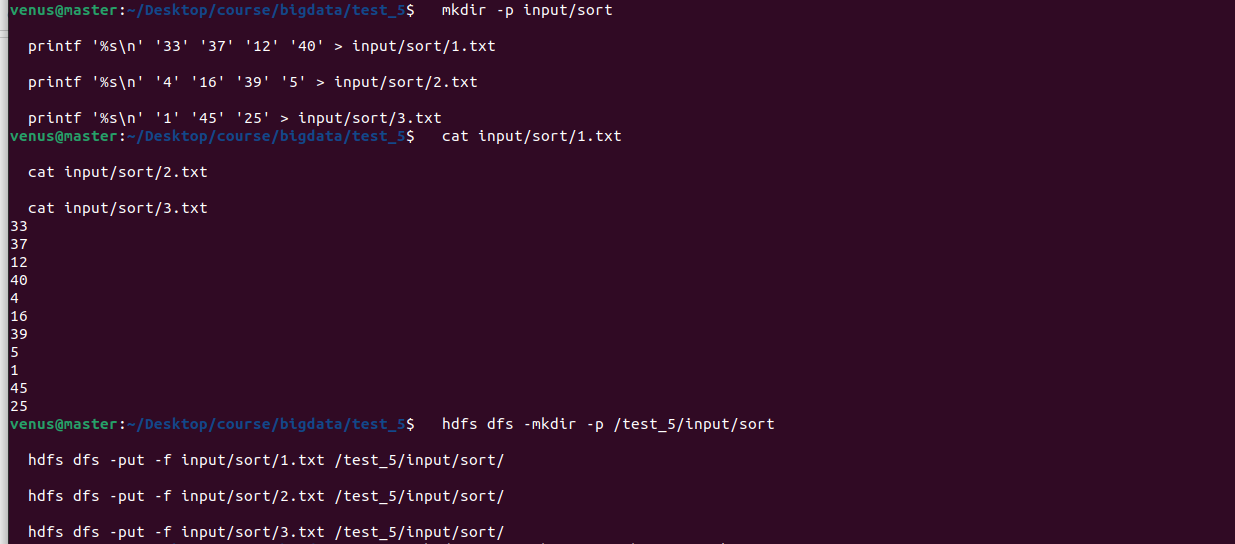 venus@master:~/Desktop/course/bigdata/test_5$   mkdir -p input/sort
  printf '%s\n' '33' '37' '12' '40' > input/sort/1.txt
  printf '%s\n' '4' '16' '39' '5' > input/sort/2.txt
  printf '%s\n' '1' '45' '25' > input/sort/3.txt
venus@master:~/Desktop/course/bigdata/test_5$   cat input/sort/1.txt
  cat input/sort/2.txt
  cat input/sort/3.txt
33
37
12
40
4
16
39
5
1
45
25
venus@master:~/Desktop/course/bigdata/test_5$   hdfs dfs -mkdir -p /test_5/input/sort
  hdfs dfs -put -f input/sort/1.txt /test_5/input/sort/
  hdfs dfs -put -f input/sort/2.txt /test_5/input/sort/
  hdfs dfs -put -f input/sort/3.txt /test_5/input/sort/